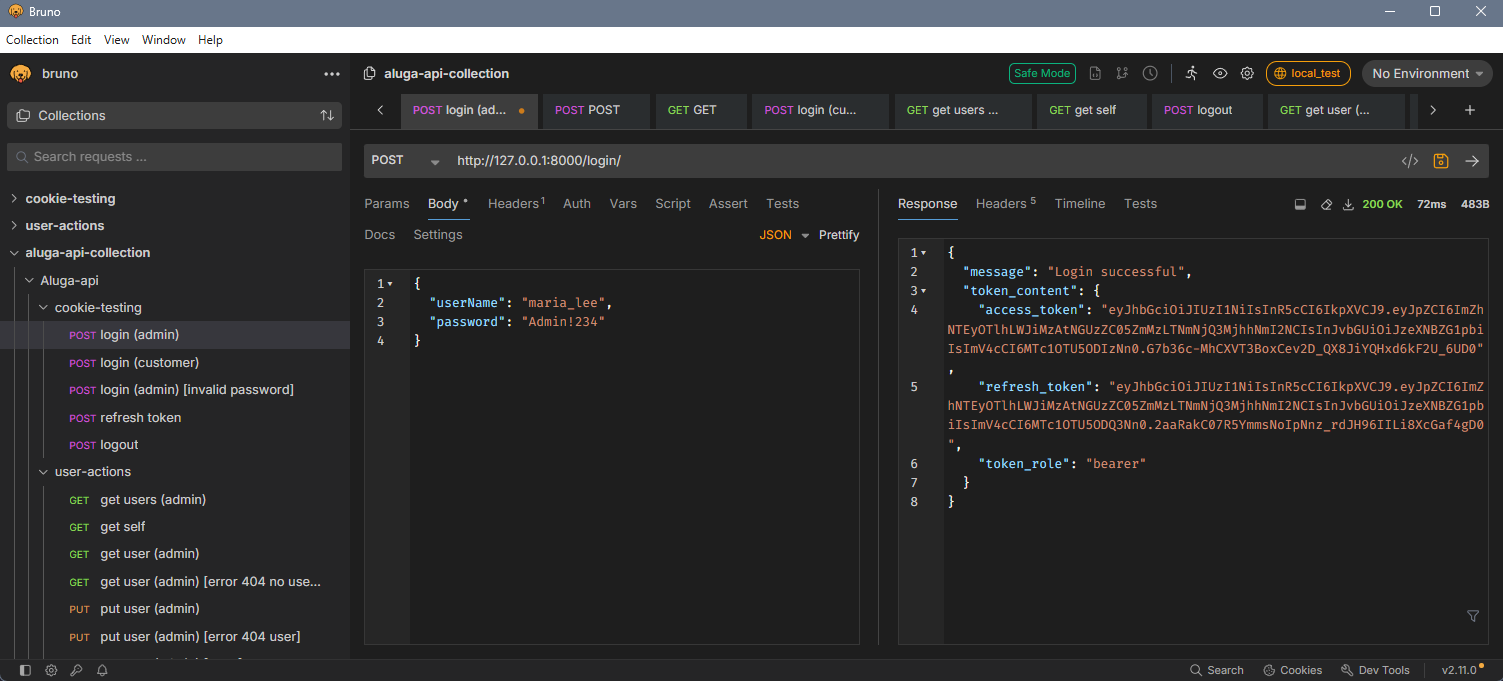 Bruno
Collection Edit View Window Help
bruno
aluga-api-collection
Safe Mode
local_test
No Environment
Collections
POST login (ad...
POST POST
GET GET
POST login (cu...
GET get users ...
GET get self
POST logout
GET get user (...
Search requests ...
POST
http://127.0.0.1:8000/login/
cookie-testing
user-actions
aluga-api-collection
Aluga-api
cookie-testing
POST login (admin)
POST login (customer)
POST login (admin) [invalid password]
POST refresh token
POST logout
user-actions
GET get users (admin)
GET get self
GET get user (admin)
GET get user (admin) [error 404 no use...
PUT put user (admin)
PUT put user (admin) [error 404 user]
Params Body Headers1 Auth Vars Script Assert Tests
Docs Settings
JSON Prettify
1 {
2 "userName": "maria_lee",
3 "password": "Admin!234"
4 }
Response Headers5 Timeline Tests
200 OK 72ms 483B
1 {
2 "message": "Login successful",
3 "token_content": {
4 "access_token": "eyJhbGciOiJIUzI1NiIsInR5cCI6IkpXVCJ9.eyJpZCI6ImZh
NTEyOTlhLWJiMzAtNGUzZC05ZmMzLTNmNjQ3MjhhNmI2NCIsInJvbGUiOiJzeXNBZG1pbi
IsImV4cCI6MTc1OTU5ODIzNn0.G7b36c-MhCXVT3BoxCev2D_QX8JiYQHxd6kF2U_6UD0"
,
5 "refresh_token": "eyJhbGciOiJIUzI1NiIsInR5cCI6IkpXVCJ9.eyJpZCI6ImZ
hNTEyOTlhLWJiMzAtNGUzZC05ZmMzLTNmNjQ3MjhhNmI2NCIsInJvbGUiOiJzeXNBZG1pb
iIsImV4cCI6MTc1OTU5ODQ3Nn0.2aaRakC07R5YmmsNoIpNnz_rdJH96IILi8XcGaf4gD0
",
6 "token_role": "bearer"
7 }
8 }
Search Cookies Dev Tools v2.11.0